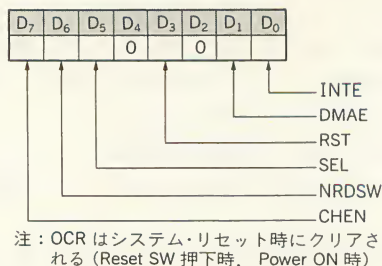 D7 D6 D5 D4 D3 D2 D1 D0
0 0
INTE
DMAE
RST
SEL
NRDSW
CHEN
注：OCR はシステム・リセット時にクリアさ
れる（Reset SW 押下時， Power ON 時）